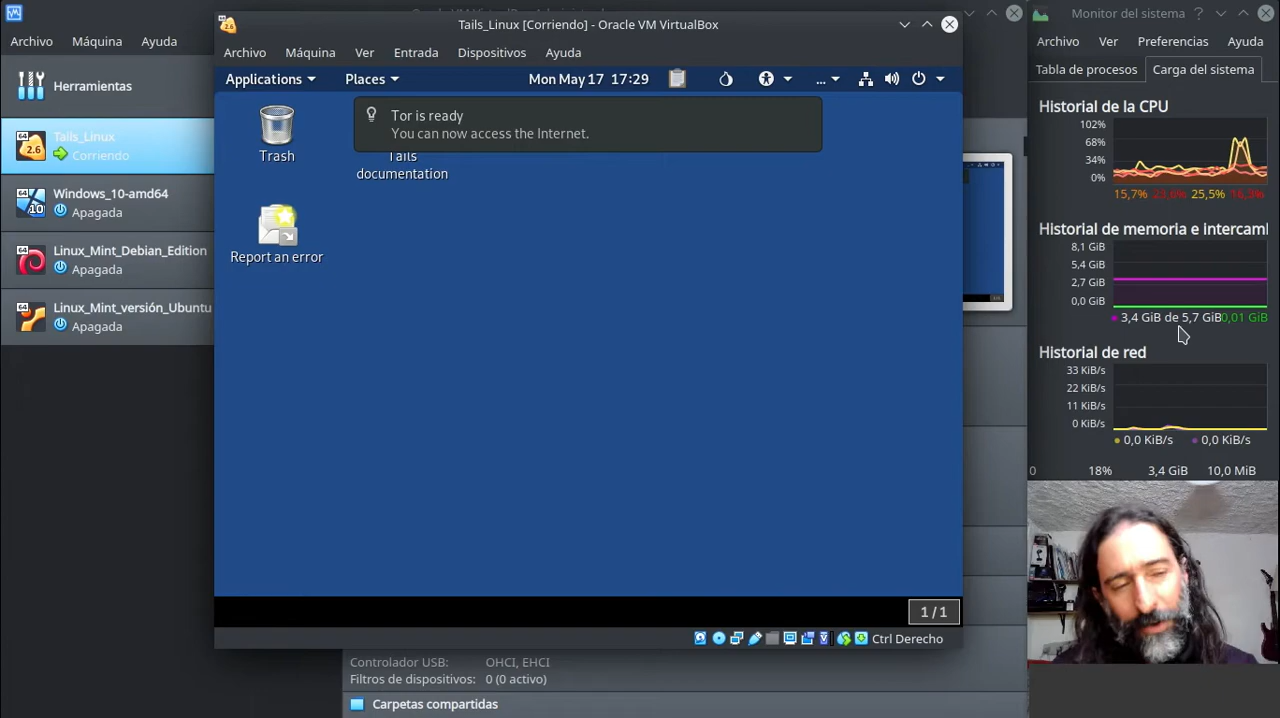 Archivo Máquina Ayuda
Herramientas
Tails_Linux
Corriendo
Windows_10-amd64
Apagada
Linux_Mint_Debian_Edition
Apagada
Linux_Mint_versión_Ubuntu
Apagada
Tails_Linux [Corriendo] - Oracle VM VirtualBox
Archivo Máquina Ver Entrada Dispositivos Ayuda
Applications Places Mon May 17 17:29 ...
Tor is ready
You can now access the Internet.
Trash
Tails
documentation
Report an error
1 / 1
Ctrl Derecho
Controlador USB: OHCI, EHCI
Filtros de dispositivos: 0 (0 activo)
Carpetas compartidas
Monitor del sistema
Archivo Ver Preferencias Ayuda
Tabla de procesos Carga del sistema
Historial de la CPU
102%
68%
34%
0%
15,7% 23,6% 25,5% 16,3%
Historial de memoria e intercaml
8,1 GiB
5,4 GiB
2,7 GiB
0,0 GiB
3,4 GiB de 5,7 GiB 0,01 GiB
Historial de red
33 KiB/s
22 KiB/s
11 KiB/s
0 KiB/s
0,0 KiB/s 0,0 KiB/s
0 18% 3,4 GiB 10,0 MiB